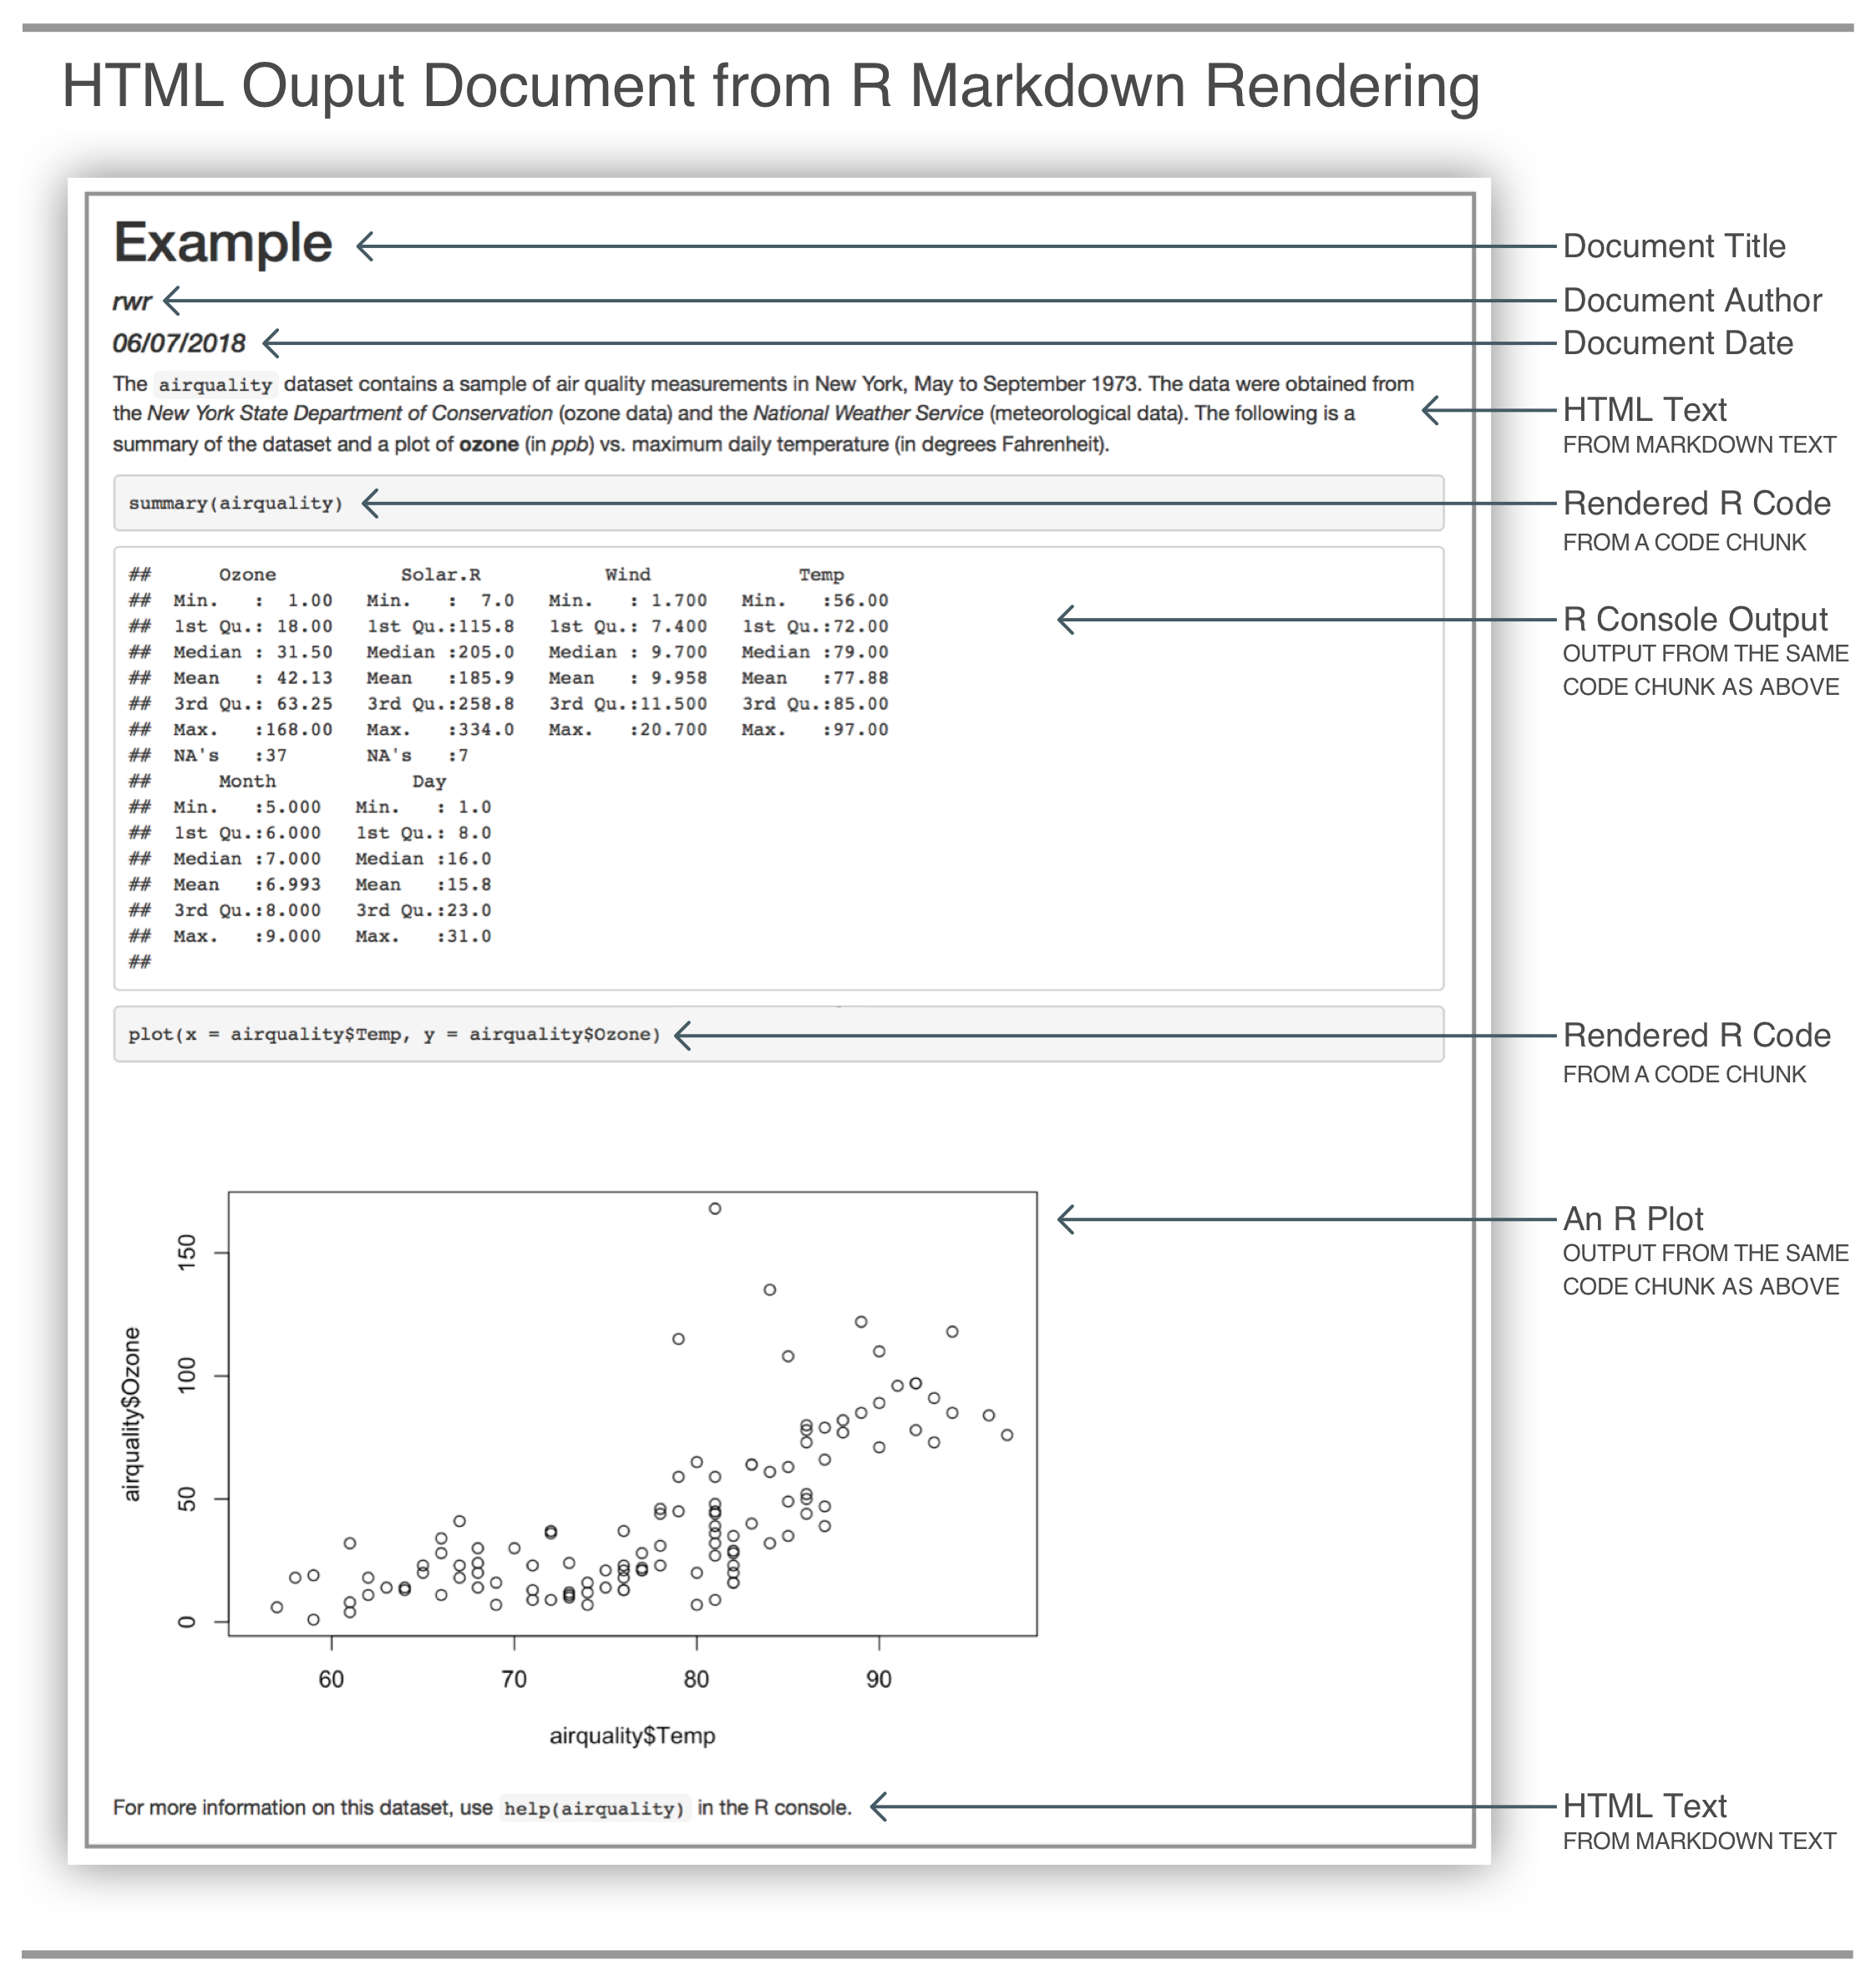 HTML Ouput Document from R Markdown Rendering
Example
Document Title
rwr
Document Author
06/07/2018
Document Date
The airquality dataset contains a sample of air quality measurements in New York, May to September 1973. The data were obtained from
the New York State Department of Conservation (ozone data) and the National Weather Service (meteorological data). The following is a
summary of the dataset and a plot of ozone (in ppb) vs. maximum daily temperature (in degrees Fahrenheit).
HTML Text
FROM MARKDOWN TEXT
summary(airquality)
Rendered R Code
FROM A CODE CHUNK
##      Ozone           Solar.R           Wind             Temp
##  Min.   :  1.00   Min.   :  7.0   Min.   : 1.700   Min.   :56.00
##  1st Qu.: 18.00   1st Qu.:115.8   1st Qu.: 7.400   1st Qu.:72.00
##  Median : 31.50   Median :205.0   Median : 9.700   Median :79.00
##  Mean   : 42.13   Mean   :185.9   Mean   : 9.958   Mean   :77.88
##  3rd Qu.: 63.25   3rd Qu.:258.8   3rd Qu.:11.500   3rd Qu.:85.00
##  Max.   :168.00   Max.   :334.0   Max.   :20.700   Max.   :97.00
##  NA's   :37       NA's   :7
##      Month            Day
##  Min.   :5.000   Min.   : 1.0
##  1st Qu.:6.000   1st Qu.: 8.0
##  Median :7.000   Median :16.0
##  Mean   :6.993   Mean   :15.8
##  3rd Qu.:8.000   3rd Qu.:23.0
##  Max.   :9.000   Max.   :31.0
##
R Console Output
OUTPUT FROM THE SAME
CODE CHUNK AS ABOVE
plot(x = airquality$Temp, y = airquality$Ozone)
Rendered R Code
FROM A CODE CHUNK
An R Plot
OUTPUT FROM THE SAME
CODE CHUNK AS ABOVE
airquality$Ozone
150
100
50
0
60 70 80 90
airquality$Temp
For more information on this dataset, use help(airquality) in the R console.
HTML Text
FROM MARKDOWN TEXT